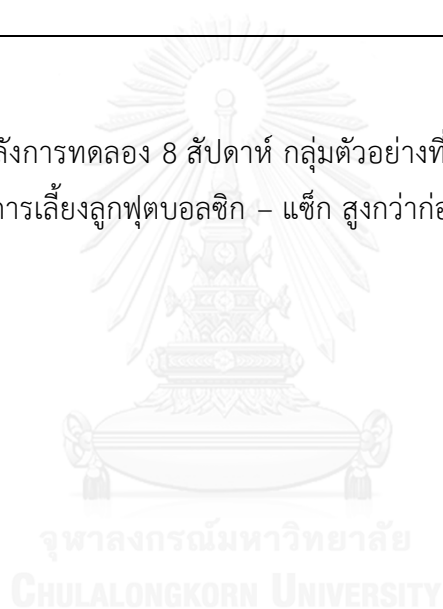 ลังการทดลอง 8 สัปดาห์ กลุ่มตัวอย่างที่
การเลี้ยงลูกฟุตบอลซิก – แซ็ก สูงกว่าก่อ
จุฬาลงกรณ์มหาวิทยาลัย
CHULALONGKORN UNIVERSITY